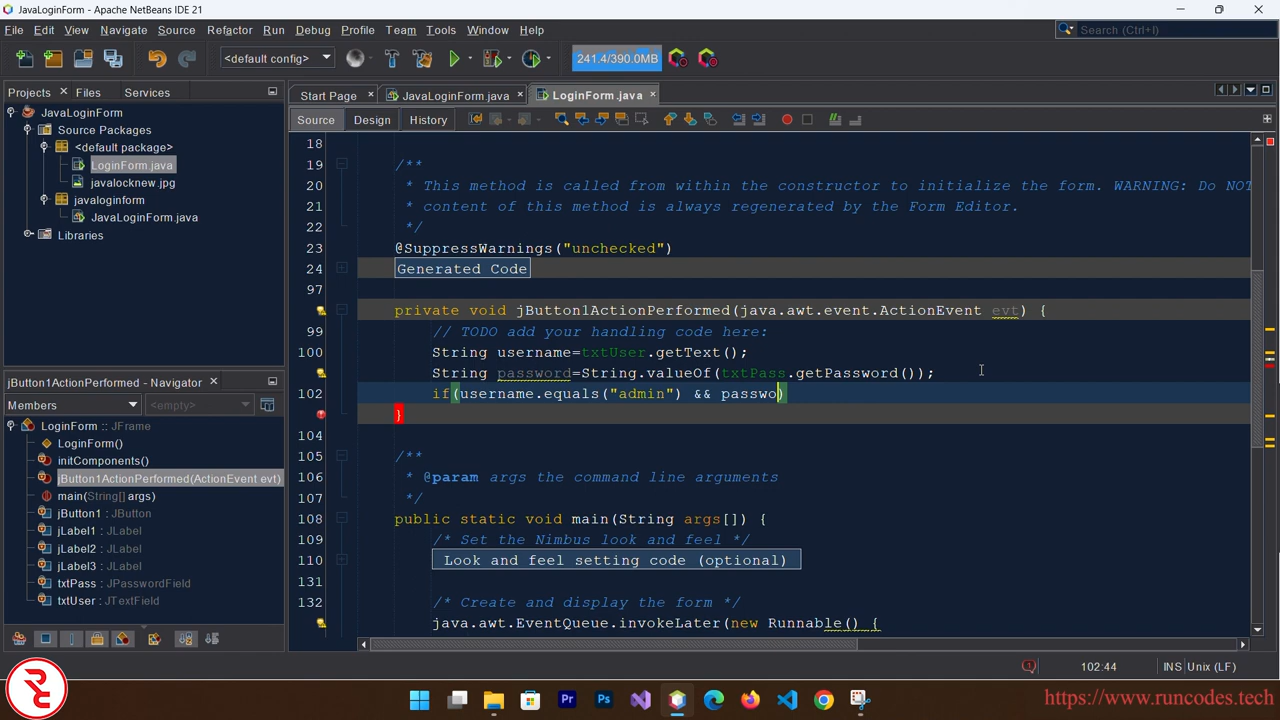 JavaLoginForm - Apache NetBeans IDE 21
File Edit View Navigate Source Refactor Run Debug Profile Team Tools Window Help
Search (Ctrl+I)
<default config>
241.4/390.0MB
Projects Files Services
JavaLoginForm
Source Packages
<default package>
LoginForm.java
javalocknew.jpg
javaloginform
JavaLoginForm.java
Libraries
jButton1ActionPerformed - Navigator
Members
<empty>
LoginForm :: JFrame
LoginForm()
initComponents()
jButton1ActionPerformed(ActionEvent evt)
main(String[] args)
jButton1 : JButton
jLabel1 : JLabel
jLabel2 : JLabel
jLabel3 : JLabel
txtPass : JPasswordField
txtUser : JTextField
Start Page JavaLoginForm.java LoginForm.java
Source Design History
18
19 /**
20 * This method is called from within the constructor to initialize the form. WARNING: Do NOT
21 * content of this method is always regenerated by the Form Editor.
22 */
23 @SuppressWarnings("unchecked")
24 Generated Code
97
private void jButton1ActionPerformed(java.awt.event.ActionEvent evt) {
99 // TODO add your handling code here:
100 String username=txtUser.getText();
String password=String.valueOf(txtPass.getPassword());
102 if(username.equals("admin") && passwo)
}
104
105 /**
106 * @param args the command line arguments
107 */
108 public static void main(String args[]) {
109 /* Set the Nimbus look and feel */
110 Look and feel setting code (optional)
131
132 /* Create and display the form */
java.awt.EventQueue.invokeLater(new Runnable() {
1 102:44 INS Unix (LF)
https://www.runcodes.tech